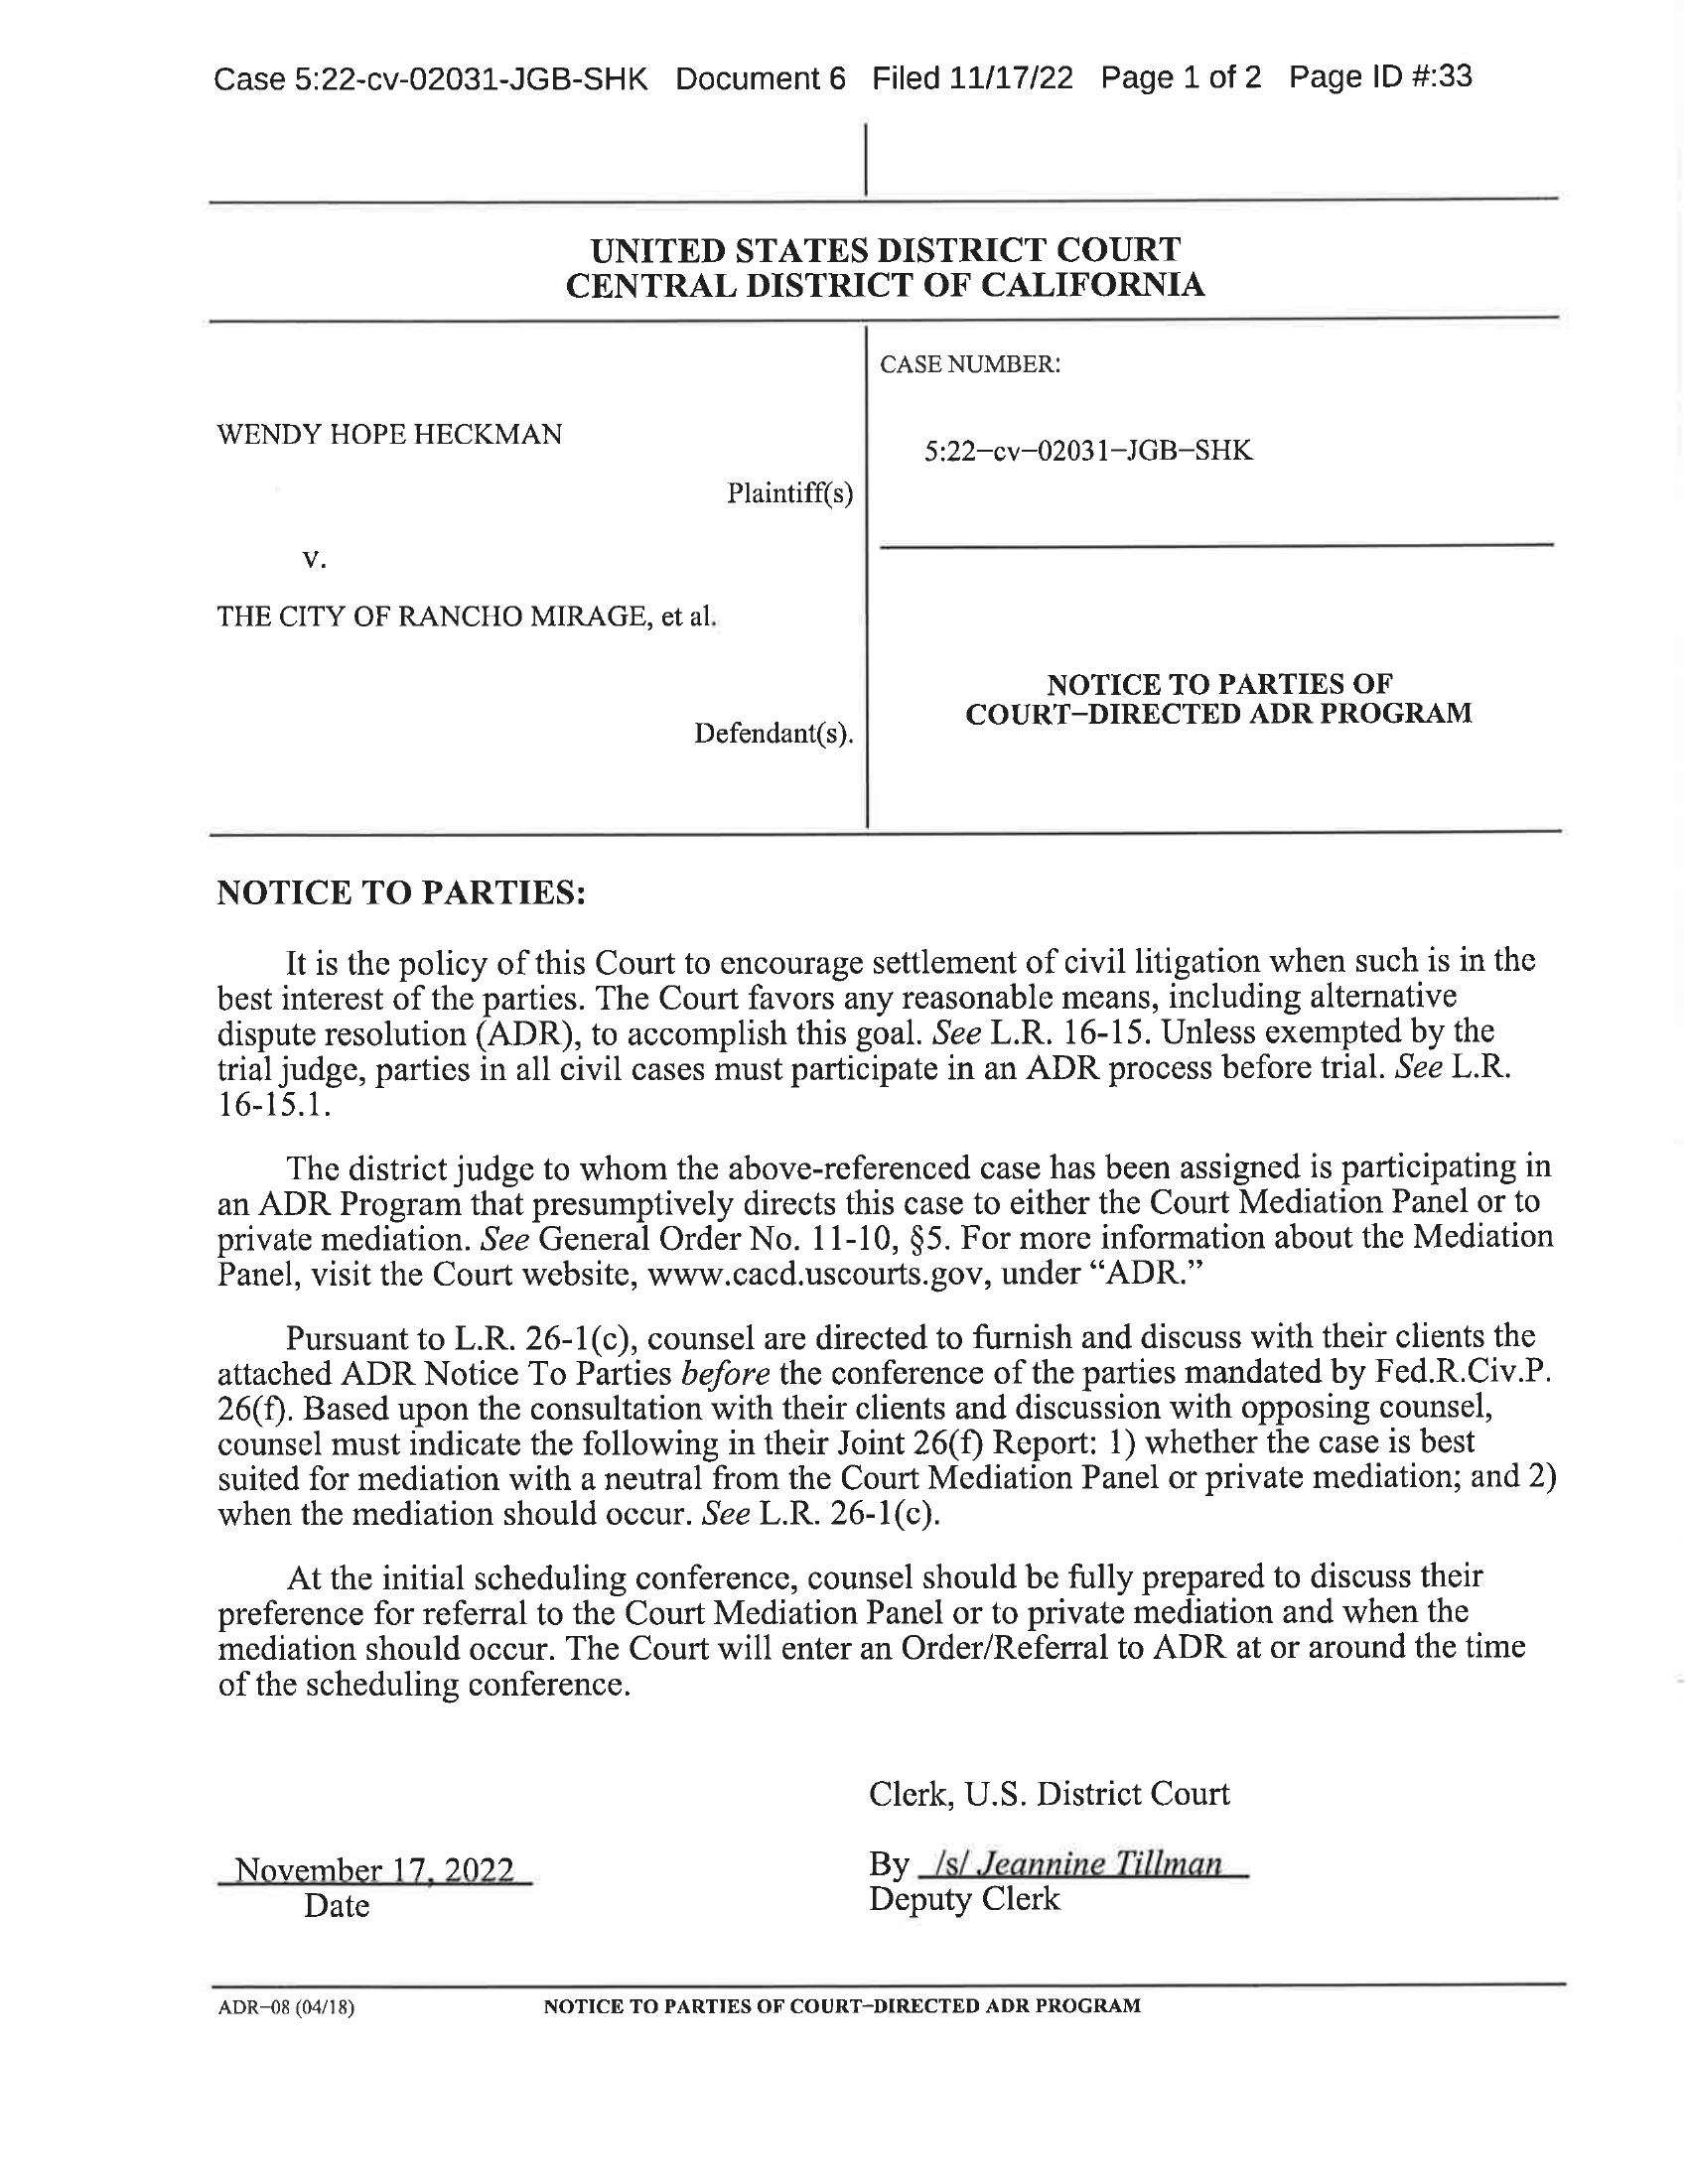 Case 5:22-cv-02031-JGB-SHK Document 6 Filed 11/17/22 Page 1 of 2 Page ID #:33
UNITED STATES DISTRICT COURT
CENTRAL DISTRICT OF CALIFORNIA
WENDY HOPE HECKMAN
Plaintiff(s)
v.
THE CITY OF RANCHO MIRAGE, et al.
Defendant(s).
CASE NUMBER:
5:22–cv–02031–JGB–SHK
NOTICE TO PARTIES OF
COURT–DIRECTED ADR PROGRAM
NOTICE TO PARTIES:
It is the policy of this Court to encourage settlement of civil litigation when such is in the
best interest of the parties. The Court favors any reasonable means, including alternative
dispute resolution (ADR), to accomplish this goal. See L.R. 16-15. Unless exempted by the
trial judge, parties in all civil cases must participate in an ADR process before trial. See L.R.
16-15.1.
The district judge to whom the above-referenced case has been assigned is participating in
an ADR Program that presumptively directs this case to either the Court Mediation Panel or to
private mediation. See General Order No. 11-10, §5. For more information about the Mediation
Panel, visit the Court website, www.cacd.uscourts.gov, under “ADR.”
Pursuant to L.R. 26-1(c), counsel are directed to furnish and discuss with their clients the
attached ADR Notice To Parties before the conference of the parties mandated by Fed.R.Civ.P.
26(f). Based upon the consultation with their clients and discussion with opposing counsel,
counsel must indicate the following in their Joint 26(f) Report: 1) whether the case is best
suited for mediation with a neutral from the Court Mediation Panel or private mediation; and 2)
when the mediation should occur. See L.R. 26-1(c).
At the initial scheduling conference, counsel should be fully prepared to discuss their
preference for referral to the Court Mediation Panel or to private mediation and when the
mediation should occur. The Court will enter an Order/Referral to ADR at or around the time
of the scheduling conference.
Clerk, U.S. District Court
November 17, 2022
Date
By /s/ Jeannine Tillman
Deputy Clerk
ADR–08 (04/18) NOTICE TO PARTIES OF COURT–DIRECTED ADR PROGRAM